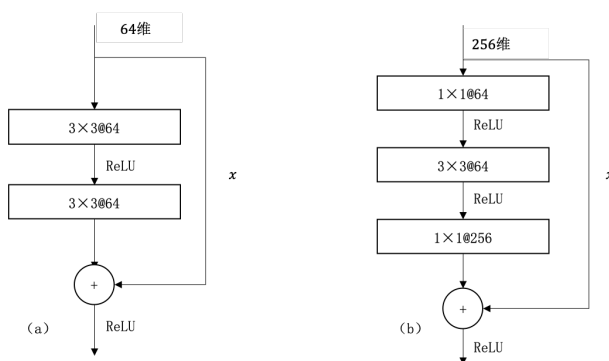 64维
3×3@64
ReLU
3×3@64
x
+
(a)
ReLU
256维
1×1@64
ReLU
3×3@64
ReLU
x
1×1@256
+
(b)
ReLU